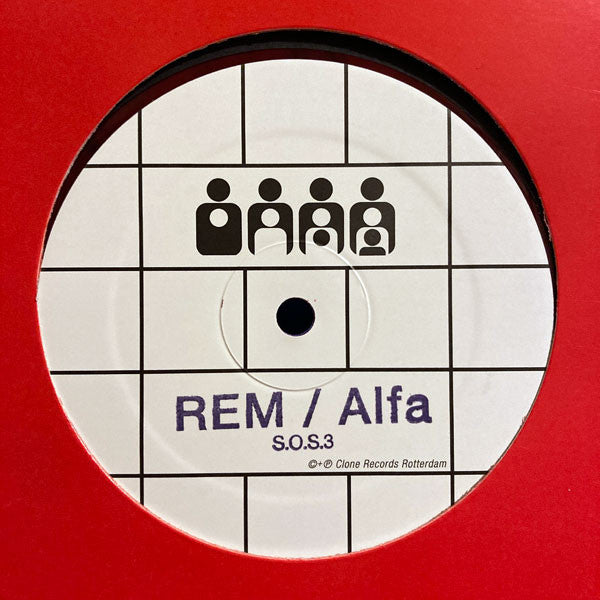 REM / Alfa
S.O.S.3
©+℗ Clone Records Rotterdam